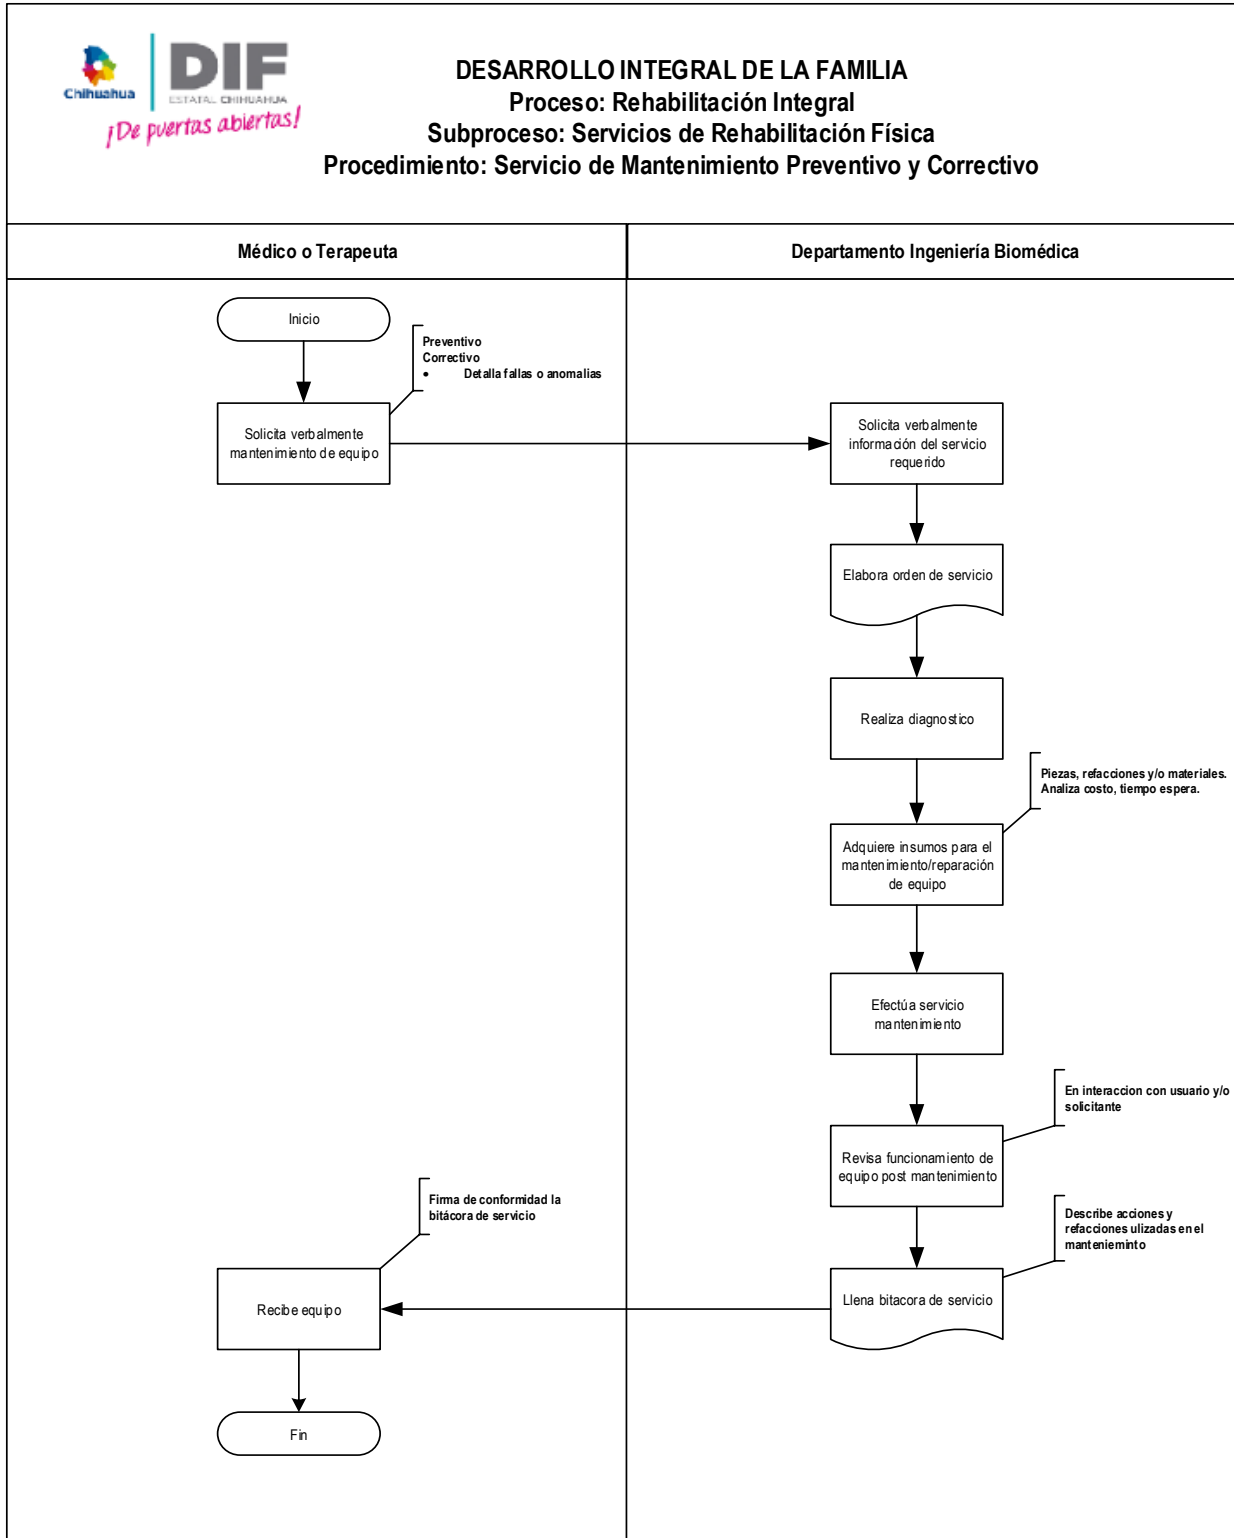 Chihuahua
DIF
ESTATAL CHIHUAHUA
¡De puertas abiertas!
DESARROLLO INTEGRAL DE LA FAMILIA
Proceso: Rehabilitación Integral
Subproceso: Servicios de Rehabilitación Física
Procedimiento: Servicio de Mantenimiento Preventivo y Correctivo
Médico o Terapeuta
Departamento Ingeniería Biomédica
Inicio
Preventivo
Correctivo
• Detalla fallas o anomalias
Solicita verbalmente
mantenimiento de equipo
Solicita verbalmente
información del servicio
requerido
Elabora orden de servicio
Realiza diagnostico
Piezas, refacciones y/o materiales.
Analiza costo, tiempo espera.
Adquiere insumos para el
mantenimiento/reparación
de equipo
Efectúa servicio
mantenimiento
En interaccion con usuario y/o
solicitante
Revisa funcionamiento de
equipo post mantenimiento
Describe acciones y
refacciones ulizadas en el
mantenieminto
Llena bitacora de servicio
Firma de conformidad la
bitácora de servicio
Recibe equipo
Fin